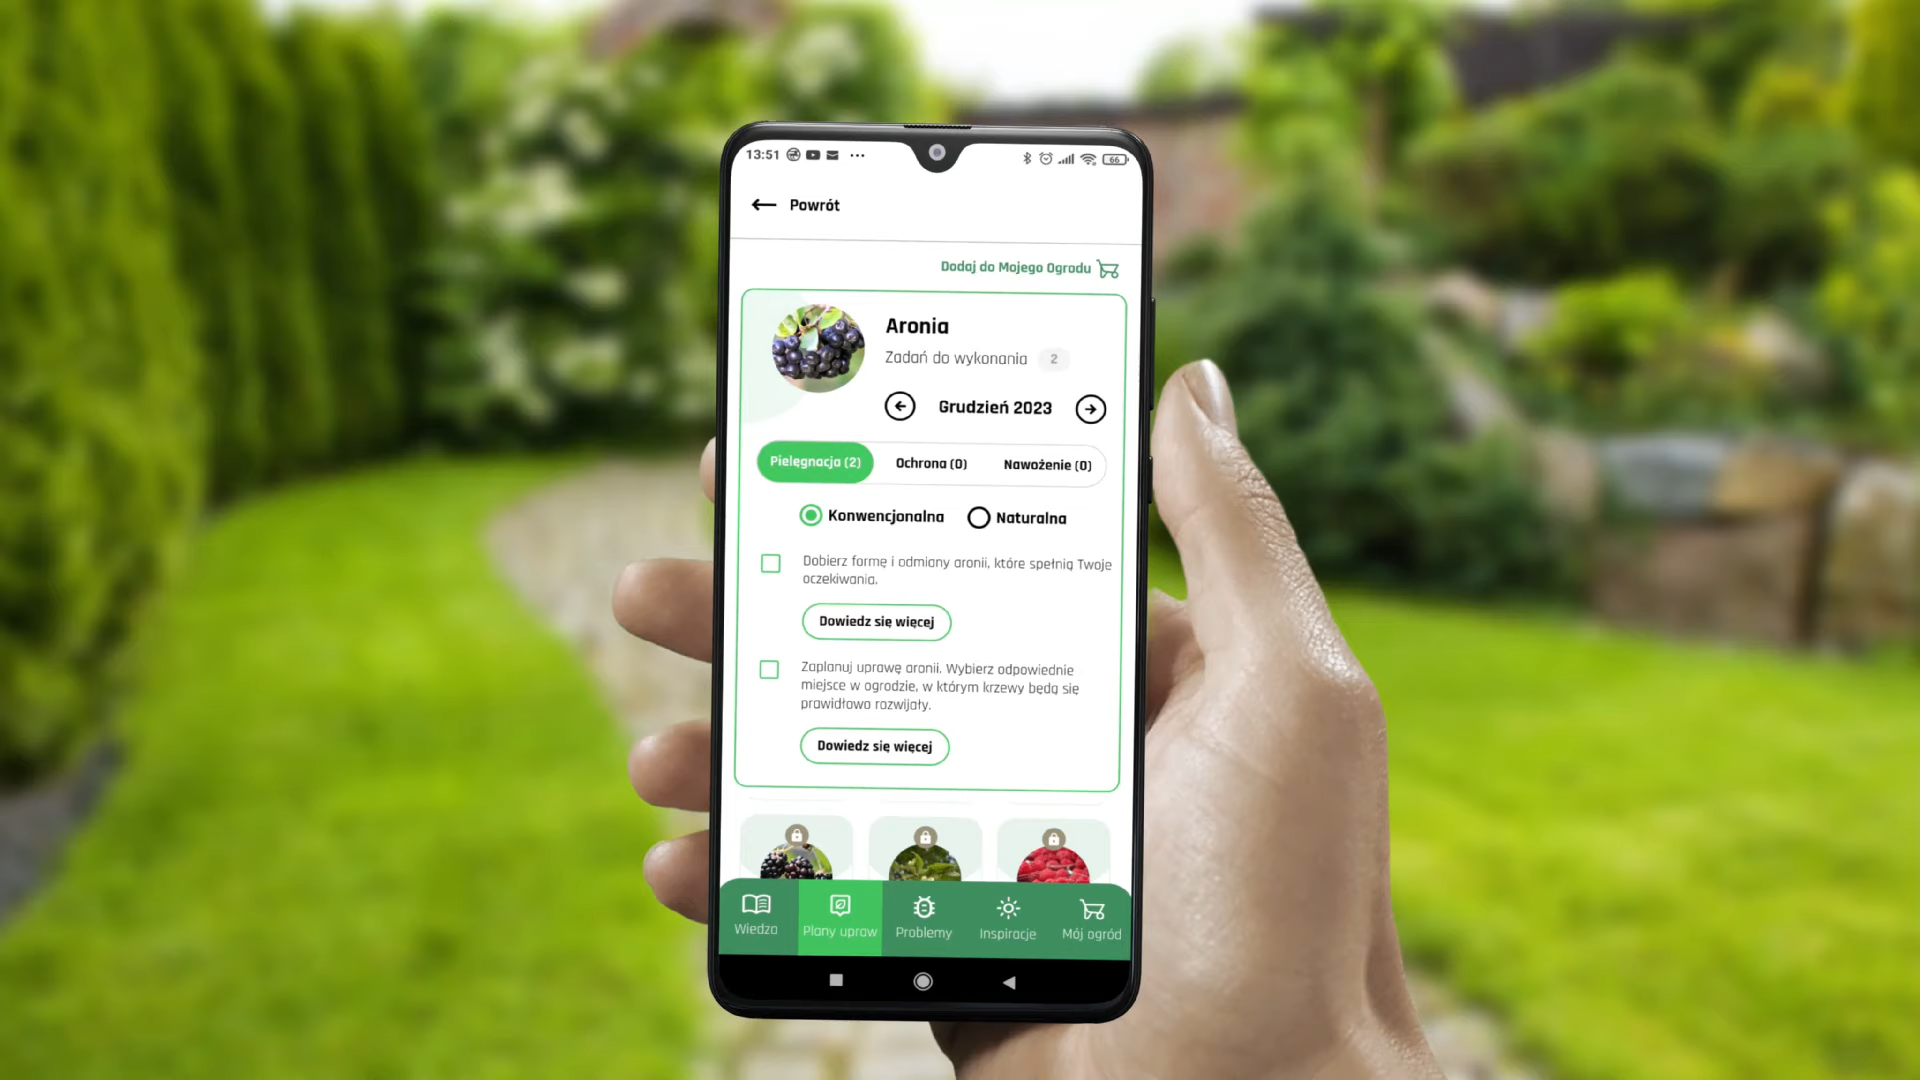 13:51
66
Powrót
Dodaj do Mojego Ogrodu
Aronia
Zadań do wykonania 2
Grudzień 2023
Pielęgnacja (2) Ochrona (0) Nawożenie (0)
Konwencjonalna Naturalna
Dobierz formę i odmiany aronii, które spełnią Twoje
oczekiwania.
Dowiedz się więcej
Zaplanuj uprawę aronii. Wybierz odpowiednie
miejsce w ogrodzie, w którym krzewy będą się
prawidłowo rozwijały.
Dowiedz się więcej
Wiedza Plany upraw Problemy Inspiracje Mój ogród